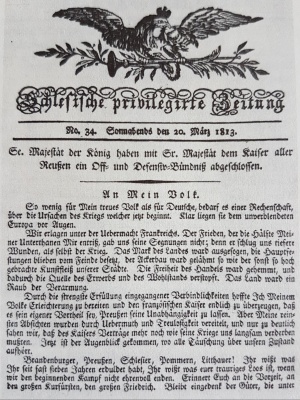 Schlesische privilegirte Zeitung
No. 34. Sonnabends den 20. März 1813.
Se. Majestät der König haben mit Sr. Majestät dem Kaiser aller
Reußen ein Off- und Defensiv-Bündniß abgeschlossen.
An Mein Volk.
So wenig für Mein treues Volk als für Deutsche, bedarf es einer Rechenschaft,
über die Ursachen des Kriegs welcher jetzt beginnt. Klar liegen sie dem unverblendeten
Europa vor Augen.
Wir erlagen unter der Uebermacht Frankreichs. Der Frieden, der die Hälfte Mei-
ner Unterthanen Mir entriß, gab uns seine Segnungen nicht; denn er schlug uns tiefere
Wunden, als selbst der Krieg. Das Mark des Landes ward ausgesogen, die Hauptfe-
stungen blieben vom Feinde besetzt, der Ackerbau ward gelähmt so wie der sonst so hoch
gebrachte Kunstfleiß unserer Städte. Die Freiheit des Handels ward gehemmt, und
dadurch die Quelle des Erwerbs und des Wohlstands verstopft. Das Land ward ein
Raub der Verarmung.
Durch die strengste Erfüllung eingegangener Verbindlichkeiten hoffte Ich Meinem
Volke Erleichterung zu bereiten und den französischen Kaiser endlich zu überzeugen, daß
es sein eigener Vortheil sey, Preußen seine Unabhängigkeit zu lassen. Aber Meine rein-
sten Absichten wurden durch Uebermuth und Treulosigkeit vereitelt, und nur zu deutlich
sahen wir, daß des Kaisers Verträge mehr noch wie seine Kriege uns langsam verderben
mußten. Jetzt ist der Augenblick gekommen, wo alle Täuschung über unsern Zustand
aufhört.
Brandenburger, Preußen, Schlesier, Pommern, Litthauer! Ihr wißt was
Ihr seit fast sieben Jahren erduldet habt, Ihr wißt was euer trauriges Loos ist, wenn
wir den beginnenden Kampf nicht ehrenvoll enden. Erinnert Euch an die Vorzeit, an
den großen Kurfürsten, den großen Friedrich. Bleibt eingedenk der Güter, die unter